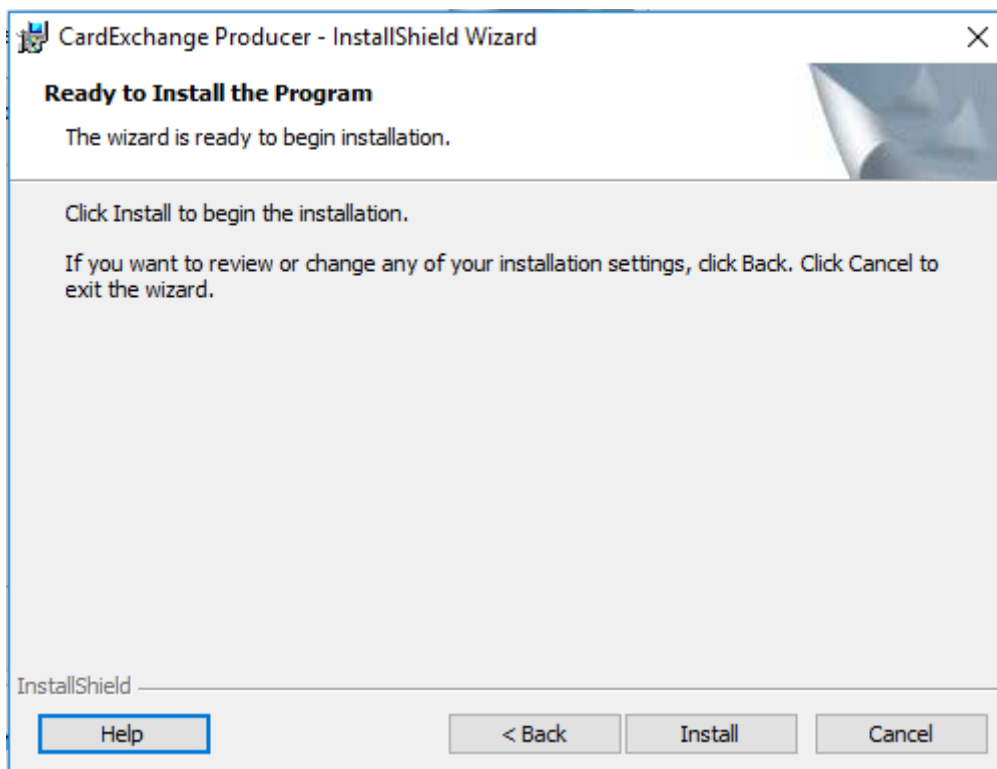 CardExchange Producer - InstallShield Wizard
Ready to Install the Program
The wizard is ready to begin installation.
Click Install to begin the installation.
If you want to review or change any of your installation settings, click Back. Click Cancel to
exit the wizard.
InstallShield
Help
< Back
Install
Cancel